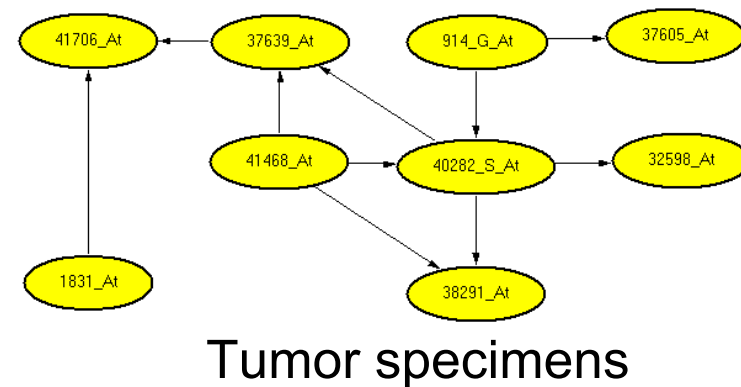 41706_At
37639_At
914_G_At
37605_At
41468_At
40282_S_At
32598_At
1831_At
38291_At
Tumor specimens